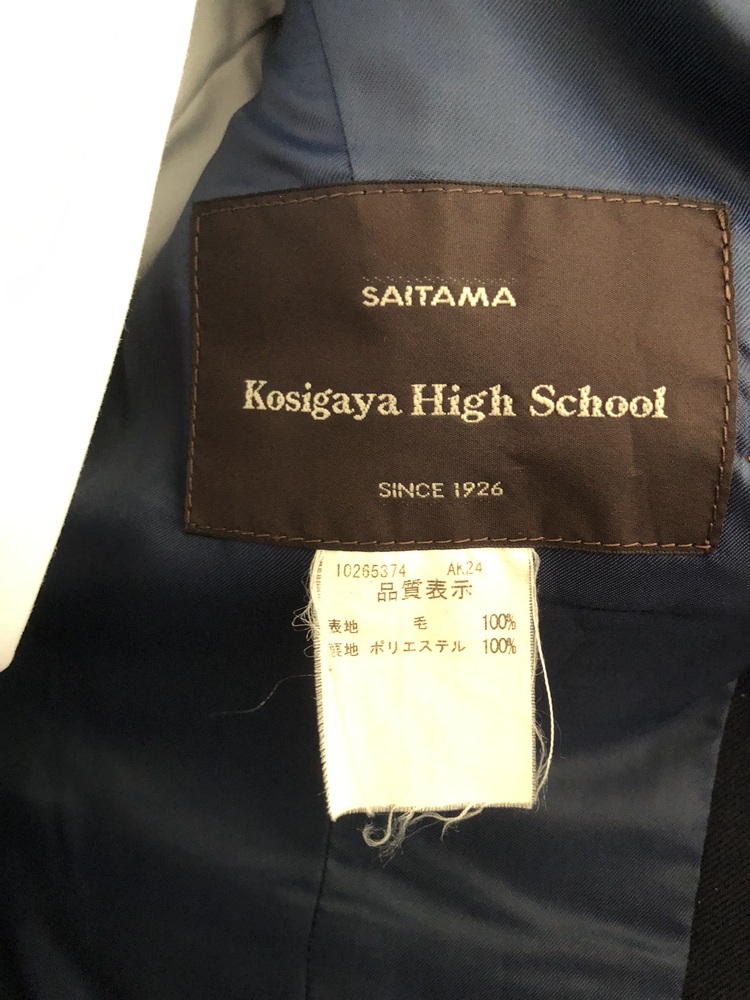 SAITAMA
Kosigaya High School
SINCE 1926
10265374 AK24
品質表示
表地 毛 100%
裏地 ポリエステル 100%